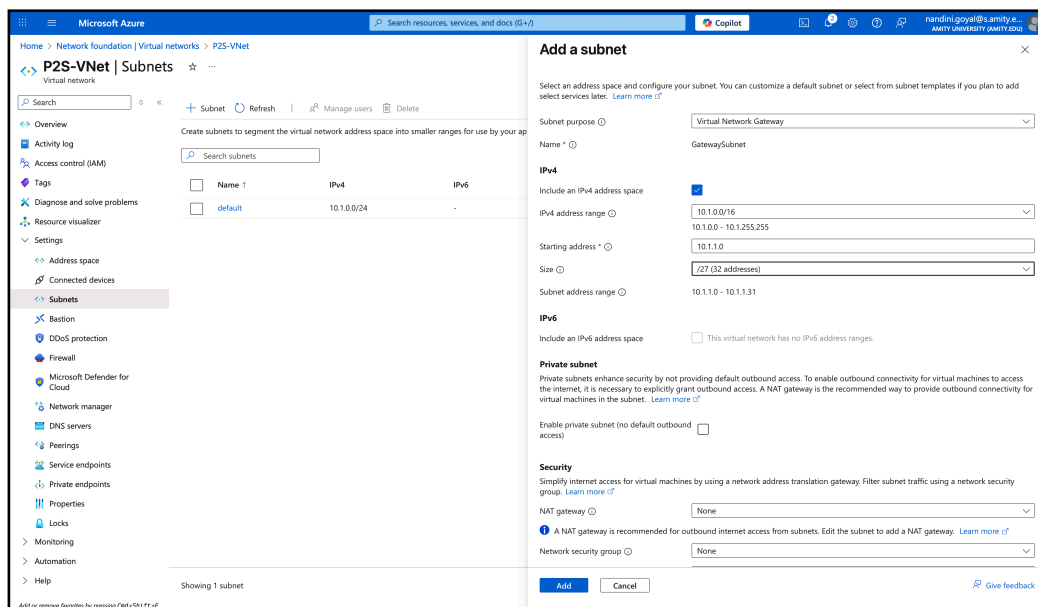 Microsoft Azure
Search resources, services, and docs (G+/)
Copilot
2
nandini.goyal@s.amity.e...
AMITY UNIVERSITY (AMITY.EDU)
Home > Network foundation | Virtual networks > P2S-VNet
P2S-VNet | Subnets
Virtual network
Search
Overview
Activity log
Access control (IAM)
Tags
Diagnose and solve problems
Resource visualizer
Settings
Address space
Connected devices
Subnets
Bastion
DDoS protection
Firewall
Microsoft Defender for
Cloud
Network manager
DNS servers
Peerings
Service endpoints
Private endpoints
Properties
Locks
Monitoring
Automation
Help
Add or remove favorites by pressing Cmd+Shift+F
+ Subnet Refresh | Manage users Delete
Create subnets to segment the virtual network address space into smaller ranges for use by your ap
Search subnets
Name ↑ IPv4 IPv6
default 10.1.0.0/24 -
Showing 1 subnet
Add a subnet
Select an address space and configure your subnet. You can customize a default subnet or select from subnet templates if you plan to add
select services later. Learn more
Subnet purpose Virtual Network Gateway
Name * GatewaySubnet
IPv4
Include an IPv4 address space
IPv4 address range 10.1.0.0/16
10.1.0.0 - 10.1.255.255
Starting address * 10.1.1.0
Size /27 (32 addresses)
Subnet address range 10.1.1.0 - 10.1.1.31
IPv6
Include an IPv6 address space This virtual network has no IPv6 address ranges.
Private subnet
Private subnets enhance security by not providing default outbound access. To enable outbound connectivity for virtual machines to access
the internet, it is necessary to explicitly grant outbound access. A NAT gateway is the recommended way to provide outbound connectivity for
virtual machines in the subnet. Learn more
Enable private subnet (no default outbound
access)
Security
Simplify internet access for virtual machines by using a network address translation gateway. Filter subnet traffic using a network security
group. Learn more
NAT gateway None
A NAT gateway is recommended for outbound internet access from subnets. Edit the subnet to add a NAT gateway. Learn more
Network security group None
Add Cancel Give feedback